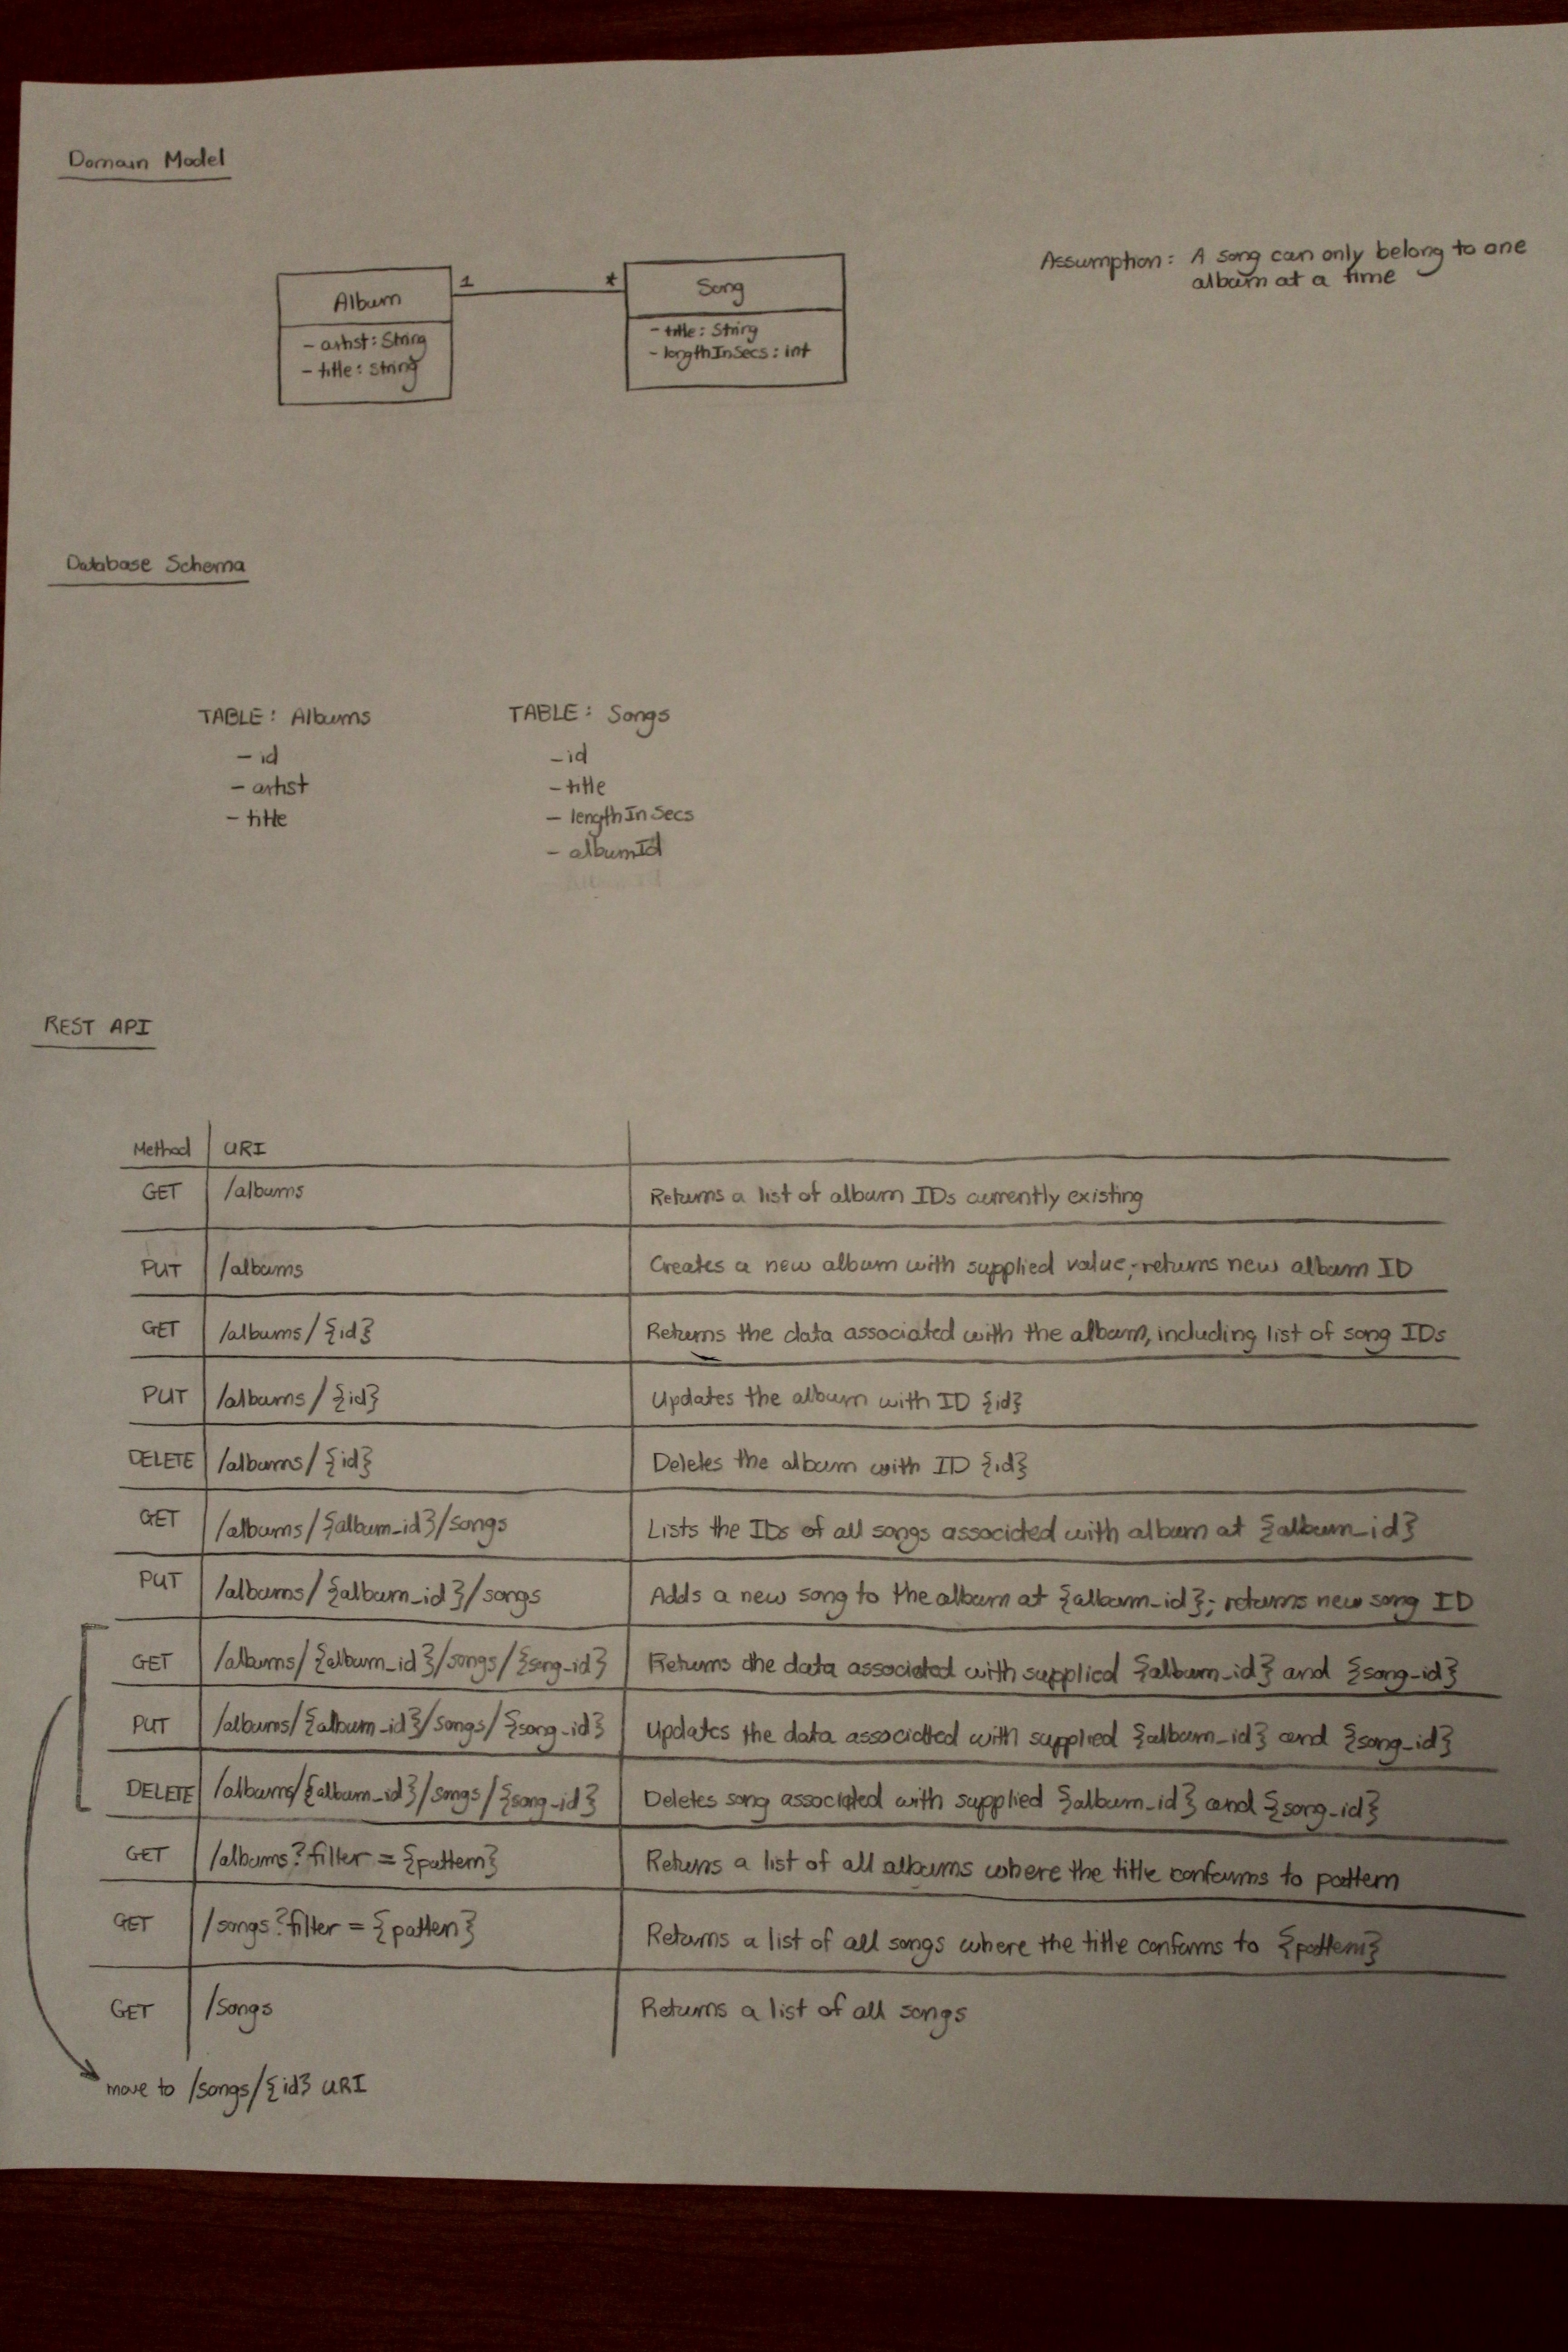 Domain Model
Assumption: A song can only belong to one
album at a time
1 *
Album
- artist: String
- title: String
Song
- title: String
- lengthInSecs: int
Database Schema
TABLE: Albums
- id
- artist
- title
TABLE: Songs
- id
- title
- lengthInSecs
- albumId
REST API
Method URI
GET /albums Returns a list of album IDs currently existing
PUT /albums Creates a new album with supplied value; returns new album ID
GET /albums/{id} Returns the data associated with the album, including list of song IDs
PUT /albums/{id} Updates the album with ID {id}
DELETE /albums/{id} Deletes the album with ID {id}
GET /albums/{album_id}/songs Lists the IDs of all songs associated with album at {album_id}
PUT /albums/{album_id}/songs Adds a new song to the album at {album_id}; returns new song ID
GET /albums/{album_id}/songs/{song_id} Returns the data associated with supplied {album_id} and {song_id}
PUT /albums/{album_id}/songs/{song_id} Updates the data associated with supplied {album_id} and {song_id}
DELETE /albums/{album_id}/songs/{song_id} Deletes song associated with supplied {album_id} and {song_id}
GET /albums?filter={pattern} Returns a list of all albums where the title conforms to pattern
GET /songs?filter={pattern} Returns a list of all songs where the title conforms to {pattern}
GET /songs Returns a list of all songs
move to /songs/{id} URI